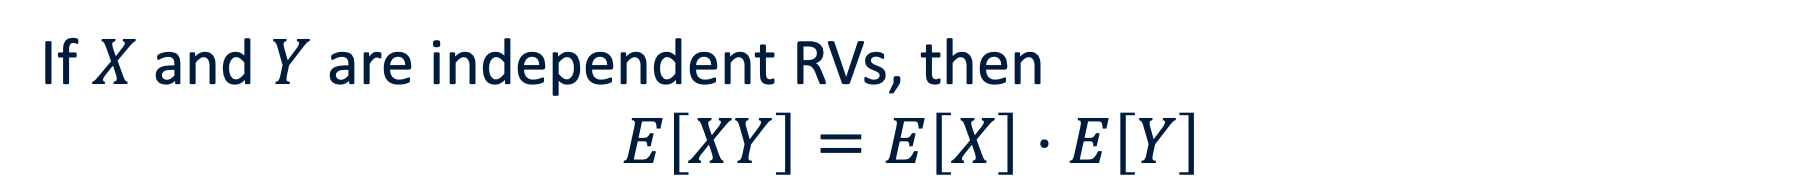 If X and Y are independent RVs, then
E[XY] = E[X] · E[Y]